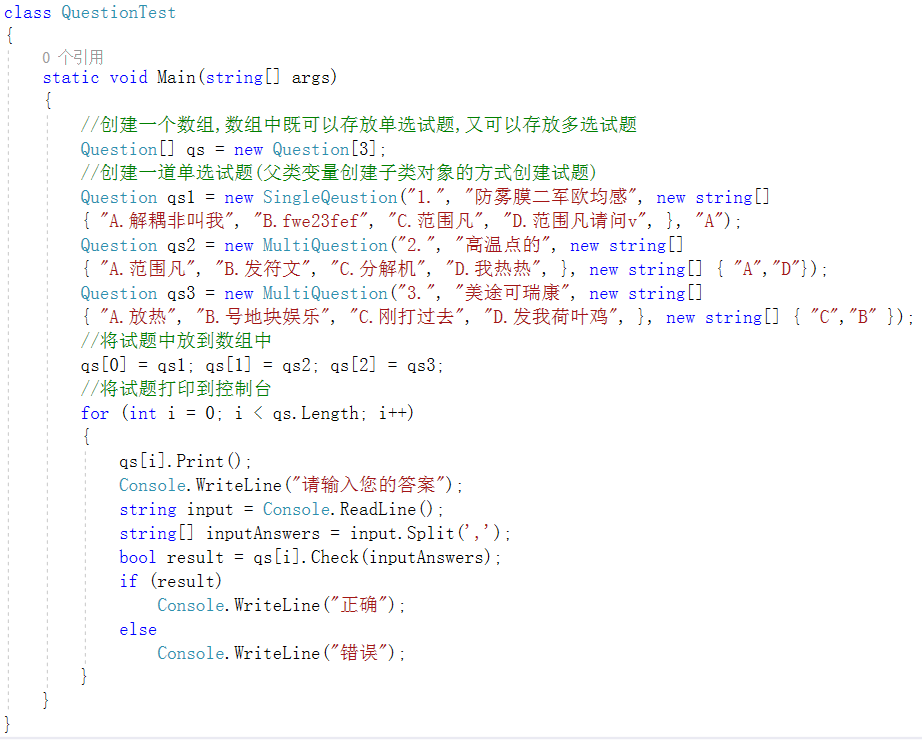 class QuestionTest
{
0 个引用
static void Main(string[] args)
{
//创建一个数组,数组中既可以存放单选试题,又可以存放多选试题
Question[] qs = new Question[3];
//创建一道单选试题(父类变量创建子类对象的方式创建试题)
Question qs1 = new SingleQeustion("1.", "防雾膜二军欧均感", new string[]
{ "A.解耦非叫我", "B.fwe23fef", "C.范围凡", "D.范围凡请问v", }, "A");
Question qs2 = new MultiQuestion("2.", "高温点的", new string[]
{ "A.范围凡", "B.发符文", "C.分解机", "D.我热热", }, new string[] { "A","D"});
Question qs3 = new MultiQuestion("3.", "美途可瑞康", new string[]
{ "A.放热", "B.号地块娱乐", "C.刚打过去", "D.发我荷叶鸡", }, new string[] { "C","B" });
//将试题中放到数组中
qs[0] = qs1; qs[1] = qs2; qs[2] = qs3;
//将试题打印到控制台
for (int i = 0; i < qs.Length; i++)
{
qs[i].Print();
Console.WriteLine("请输入您的答案");
string input = Console.ReadLine();
string[] inputAnswers = input.Split(',');
bool result = qs[i].Check(inputAnswers);
if (result)
Console.WriteLine("正确");
else
Console.WriteLine("错误");
}
}
}